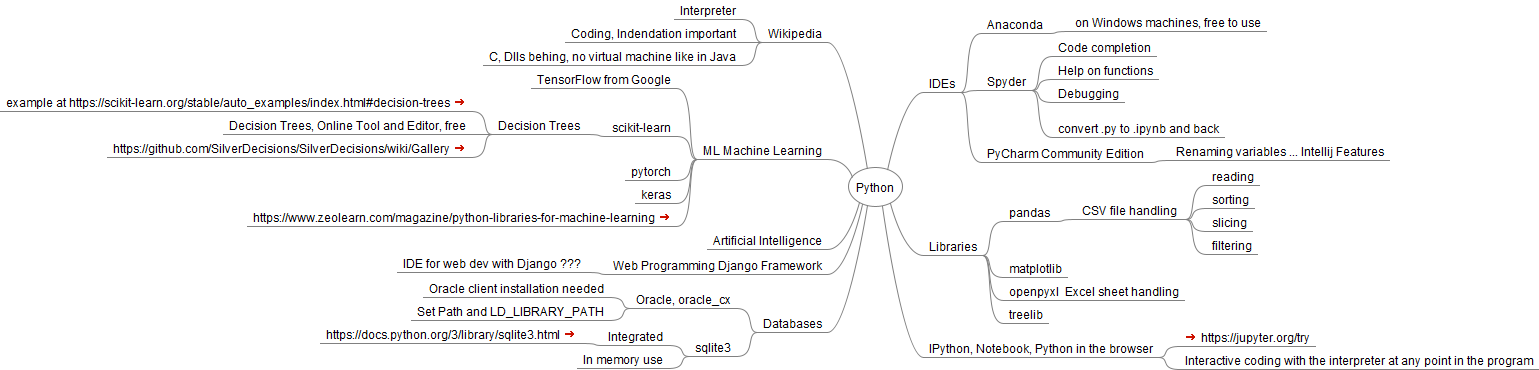 Python
Wikipedia
Interpreter
Coding, Indendation important
C, Dlls behing, no virtual machine like in Java
ML Machine Learning
TensorFlow from Google
scikit-learn
Decision Trees
example at https://scikit-learn.org/stable/auto_examples/index.html#decision-trees
Decision Trees, Online Tool and Editor, free
https://github.com/SilverDecisions/SilverDecisions/wiki/Gallery
pytorch
keras
https://www.zeolearn.com/magazine/python-libraries-for-machine-learning
Artificial Intelligence
Web Programming Django Framework
IDE for web dev with Django ???
Databases
Oracle, oracle_cx
Oracle client installation needed
Set Path and LD_LIBRARY_PATH
sqlite3
Integrated
https://docs.python.org/3/library/sqlite3.html
In memory use
IDEs
Anaconda
on Windows machines, free to use
Spyder
Code completion
Help on functions
Debugging
convert .py to .ipynb and back
PyCharm Community Edition
Renaming variables ... Intellij Features
Libraries
pandas
CSV file handling
reading
sorting
slicing
filtering
matplotlib
openpyxl  Excel sheet handling
treelib
IPython, Notebook, Python in the browser
https://jupyter.org/try
Interactive coding with the interpreter at any point in the program